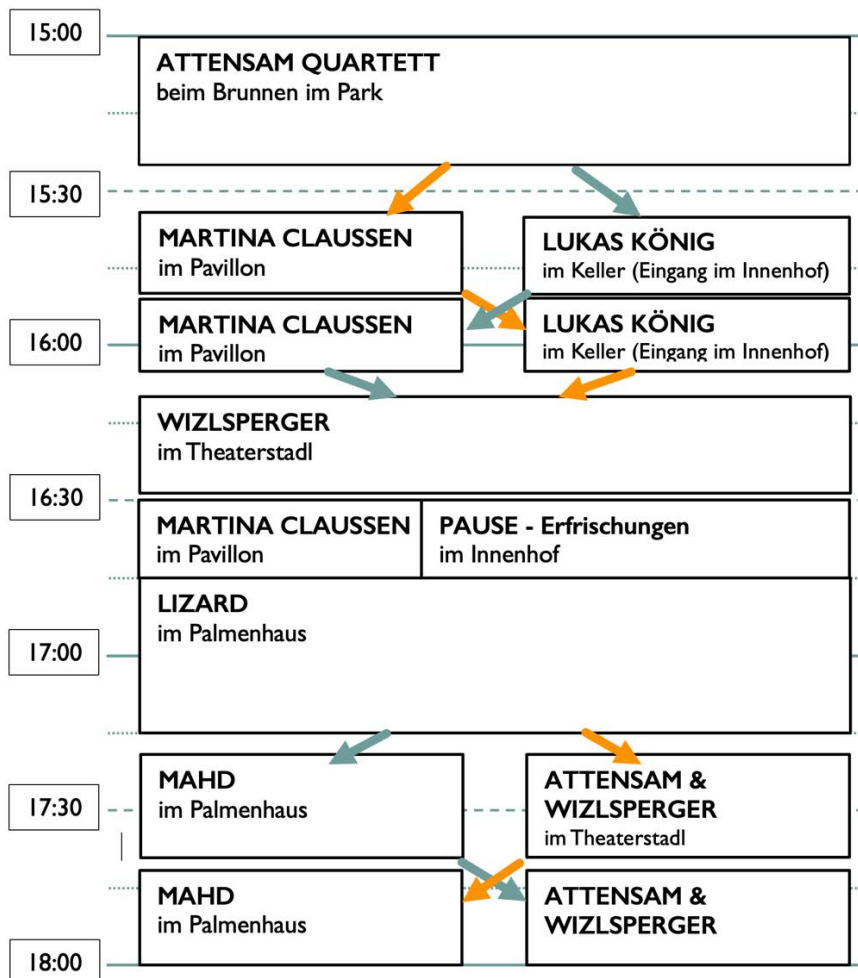 15:00
ATTENSAM QUARTETT
beim Brunnen im Park
15:30
MARTINA CLAUSSEN
im Pavillon
LUKAS KÖNIG
im Keller (Eingang im Innenhof)
16:00
MARTINA CLAUSSEN
im Pavillon
LUKAS KÖNIG
im Keller (Eingang im Innenhof)
WIZLSPERGER
im Theaterstadl
16:30
MARTINA CLAUSSEN
im Pavillon
PAUSE - Erfrischungen
im Innenhof
LIZARD
im Palmenhaus
17:00
MAHD
im Palmenhaus
ATTENSAM &
WIZLSPERGER
im Theaterstadl
17:30
MAHD
im Palmenhaus
ATTENSAM &
WIZLSPERGER
18:00